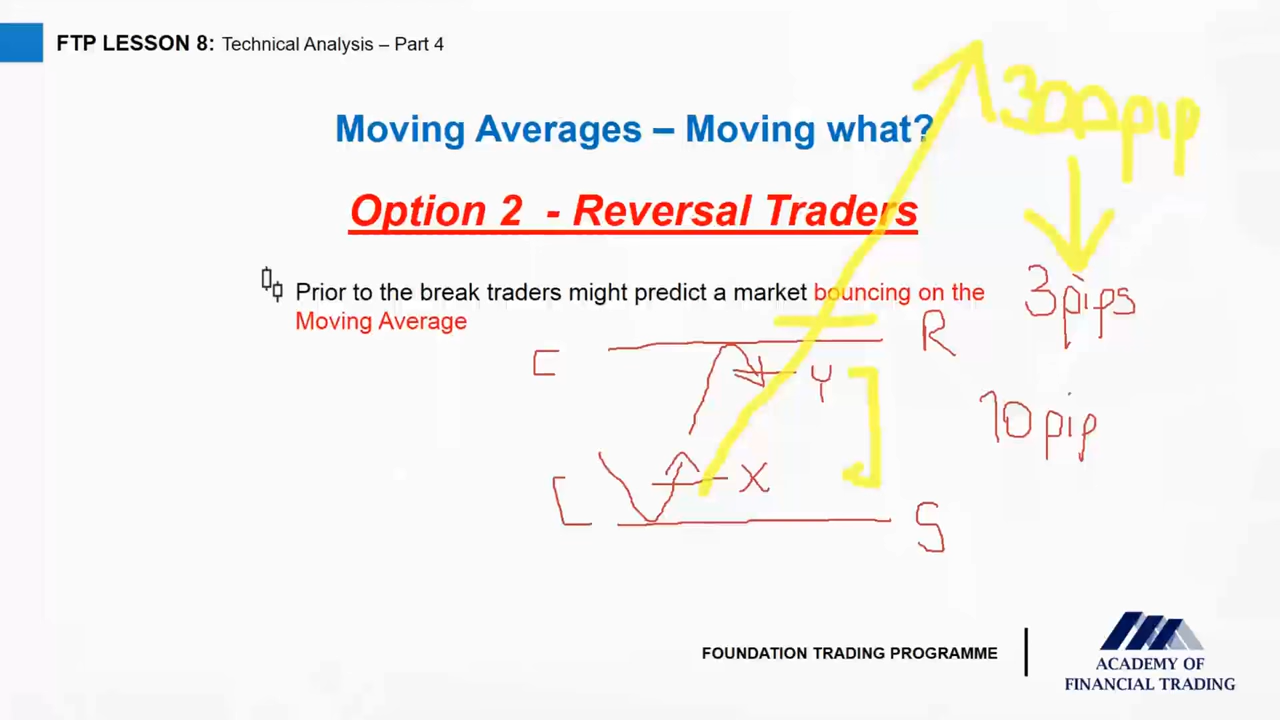 FTP LESSON 8: Technical Analysis – Part 4
Moving Averages – Moving what?
300pip
Option 2 - Reversal Traders
Prior to the break traders might predict a market bouncing on the
Moving Average
3pips
R
Y
10pip
X
S
FOUNDATION TRADING PROGRAMME
ACADEMY OF
FINANCIAL TRADING